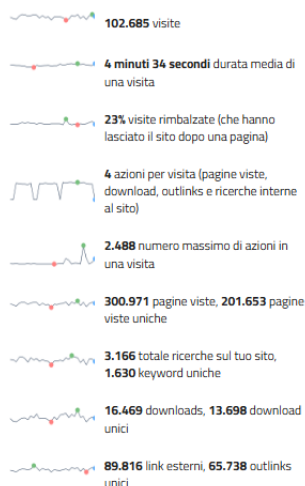 102.685 visite
4 minuti 34 secondi durata media di
una visita
23% visite rimbalzate (che hanno
lasciato il sito dopo una pagina)
4 azioni per visita (pagine viste,
download, outlinks e ricerche interne
al sito)
2.488 numero massimo di azioni in
una visita
300.971 pagine viste, 201.653 pagine
viste uniche
3.166 totale ricerche sul tuo sito,
1.630 keyword uniche
16.469 downloads, 13.698 download
unici
89.816 link esterni, 65.738 outlinks
unici